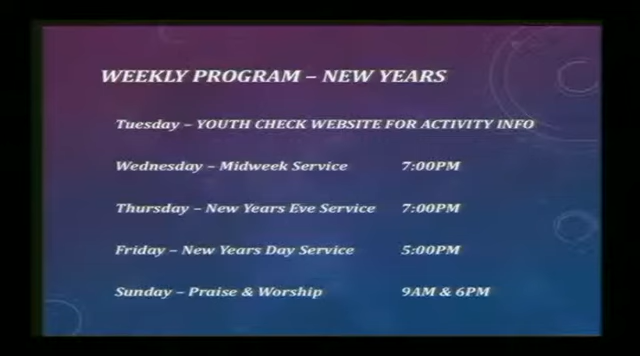 WEEKLY PROGRAM – NEW YEARS
Tuesday – YOUTH CHECK WEBSITE FOR ACTIVITY INFO
Wednesday – Midweek Service 7:00PM
Thursday – New Years Eve Service 7:00PM
Friday – New Years Day Service 5:00PM
Sunday – Praise & Worship 9AM & 6PM